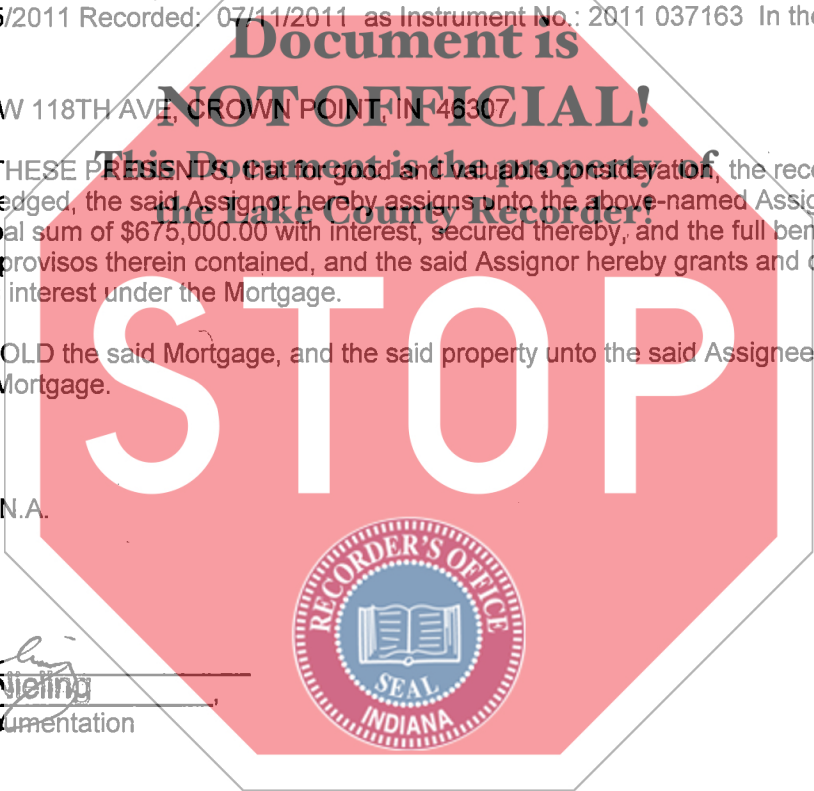 5/2011 Recorded: 07/11/2011 as Instrument No.: 2011 037163 In the
Document is
NOT OFFICIAL!
W 118TH AVE, CROWN POINT, IN 46307
This Document is the property of
the Lake County Recorder!
THESE PRESENTS, that for good and valuable consideration, the rece
edged, the said Assignor hereby assigns unto the above-named Assig
al sum of $675,000.00 with interest, secured thereby, and the full ben
provisos therein contained, and the said Assignor hereby grants and
interest under the Mortgage.
OLD the said Mortgage, and the said property unto the said Assignee
Mortgage.
STOP
N.A.
RECORDER'S OFFICE
SEAL
INDIANA
umentation